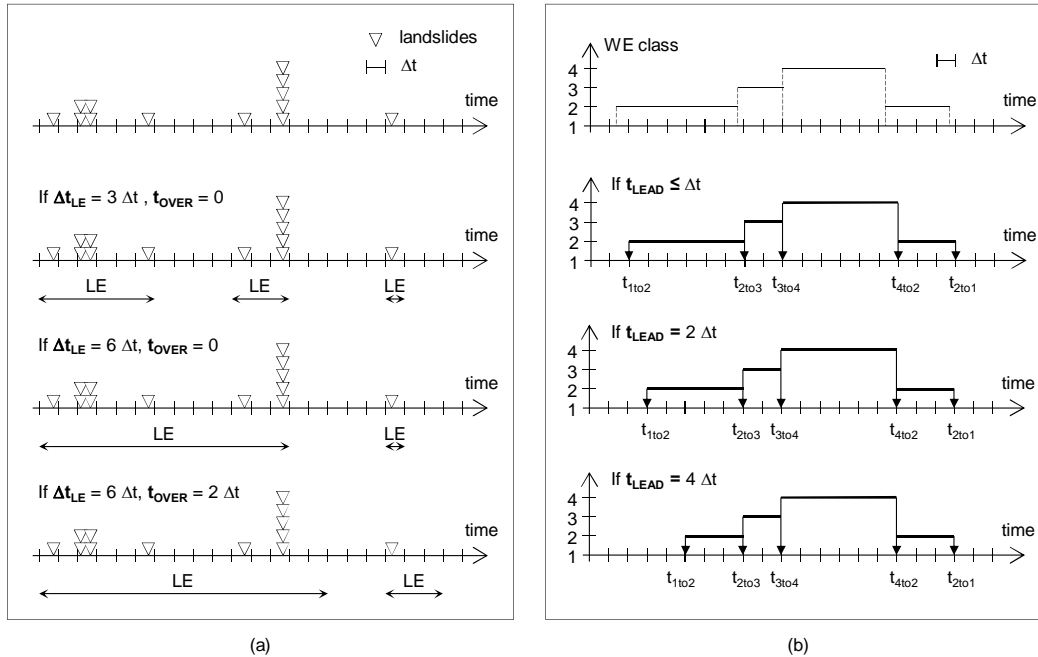 landslides
Δt
time
If Δt_LE = 3 Δt , t_OVER = 0
time
LE
LE
LE
If Δt_LE = 6 Δt, t_OVER = 0
time
LE
LE
If Δt_LE = 6 Δt, t_OVER = 2 Δt
time
LE
LE
(a)
WE class
Δt
4
3
2
1
time
If t_LEAD ≤ Δt
4
3
2
1
time
t_1to2 t_2to3 t_3to4 t_4to2 t_2to1
If t_LEAD = 2 Δt
4
3
2
1
time
t_1to2 t_2to3 t_3to4 t_4to2 t_2to1
If t_LEAD = 4 Δt
4
3
2
1
time
t_1to2 t_2to3 t_3to4 t_4to2 t_2to1
(b)